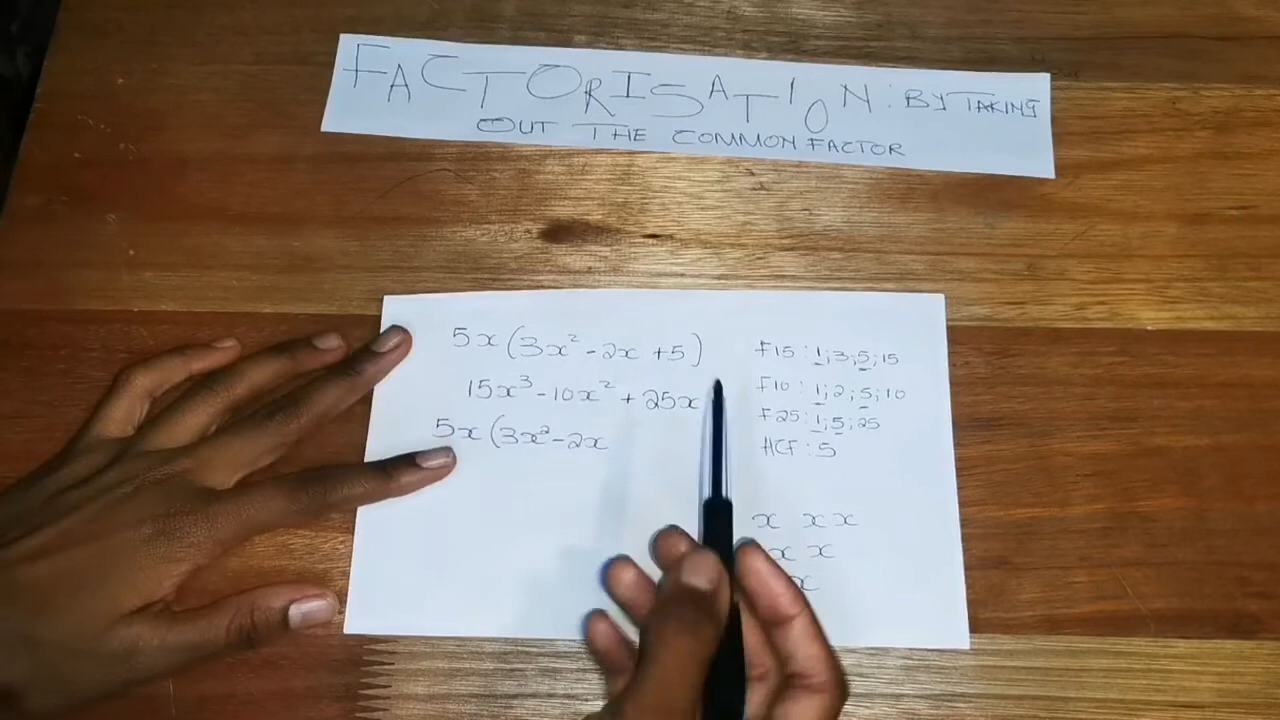 FACTORISATION: BY TAKING
OUT THE COMMON FACTOR
5x(3x² - 2x + 5)
15x³ - 10x² + 25x
5x(3x² - 2x
F15 : 1;3;5;15
F10 : 1;2;5;10
F25 : 1;5;25
HCF : 5
x x x
x x
x